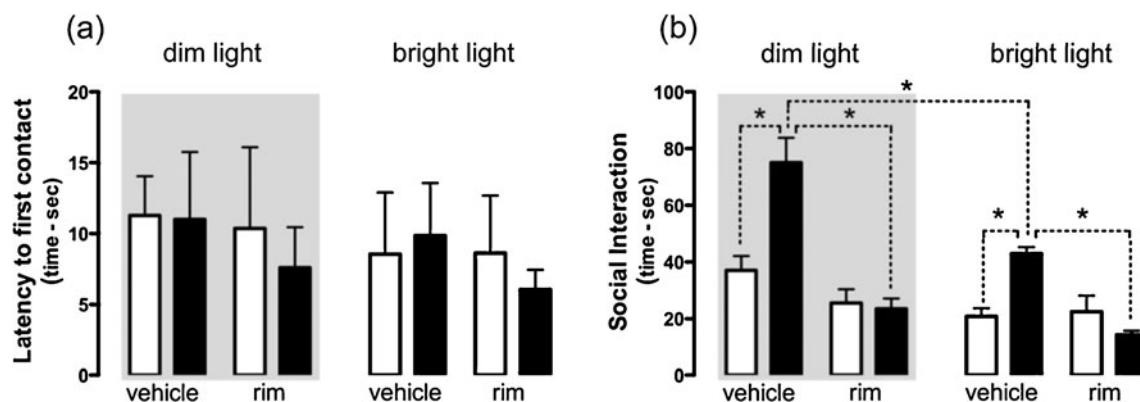 (a)
dim light
bright light
Latency to first contact
(time - sec)
20
15
10
5
0
vehicle
rim
vehicle
rim
(b)
dim light
bright light
Social Interaction
(time - sec)
100
80
60
40
20
0
*
*
*
*
*
vehicle
rim
vehicle
rim